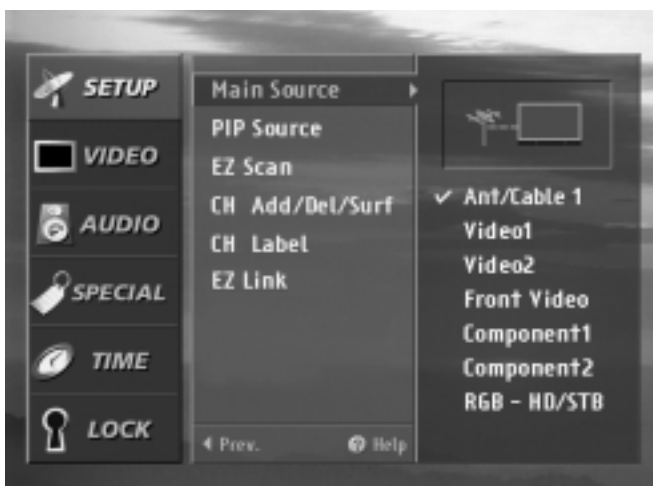 SETUP
VIDEO
AUDIO
SPECIAL
TIME
LOCK
Main Source
PIP Source
EZ Scan
CH Add/Del/Surf
CH Label
EZ Link
Prev. Help
Ant/Cable 1
Video1
Video2
Front Video
Component1
Component2
RGB - HD/STB